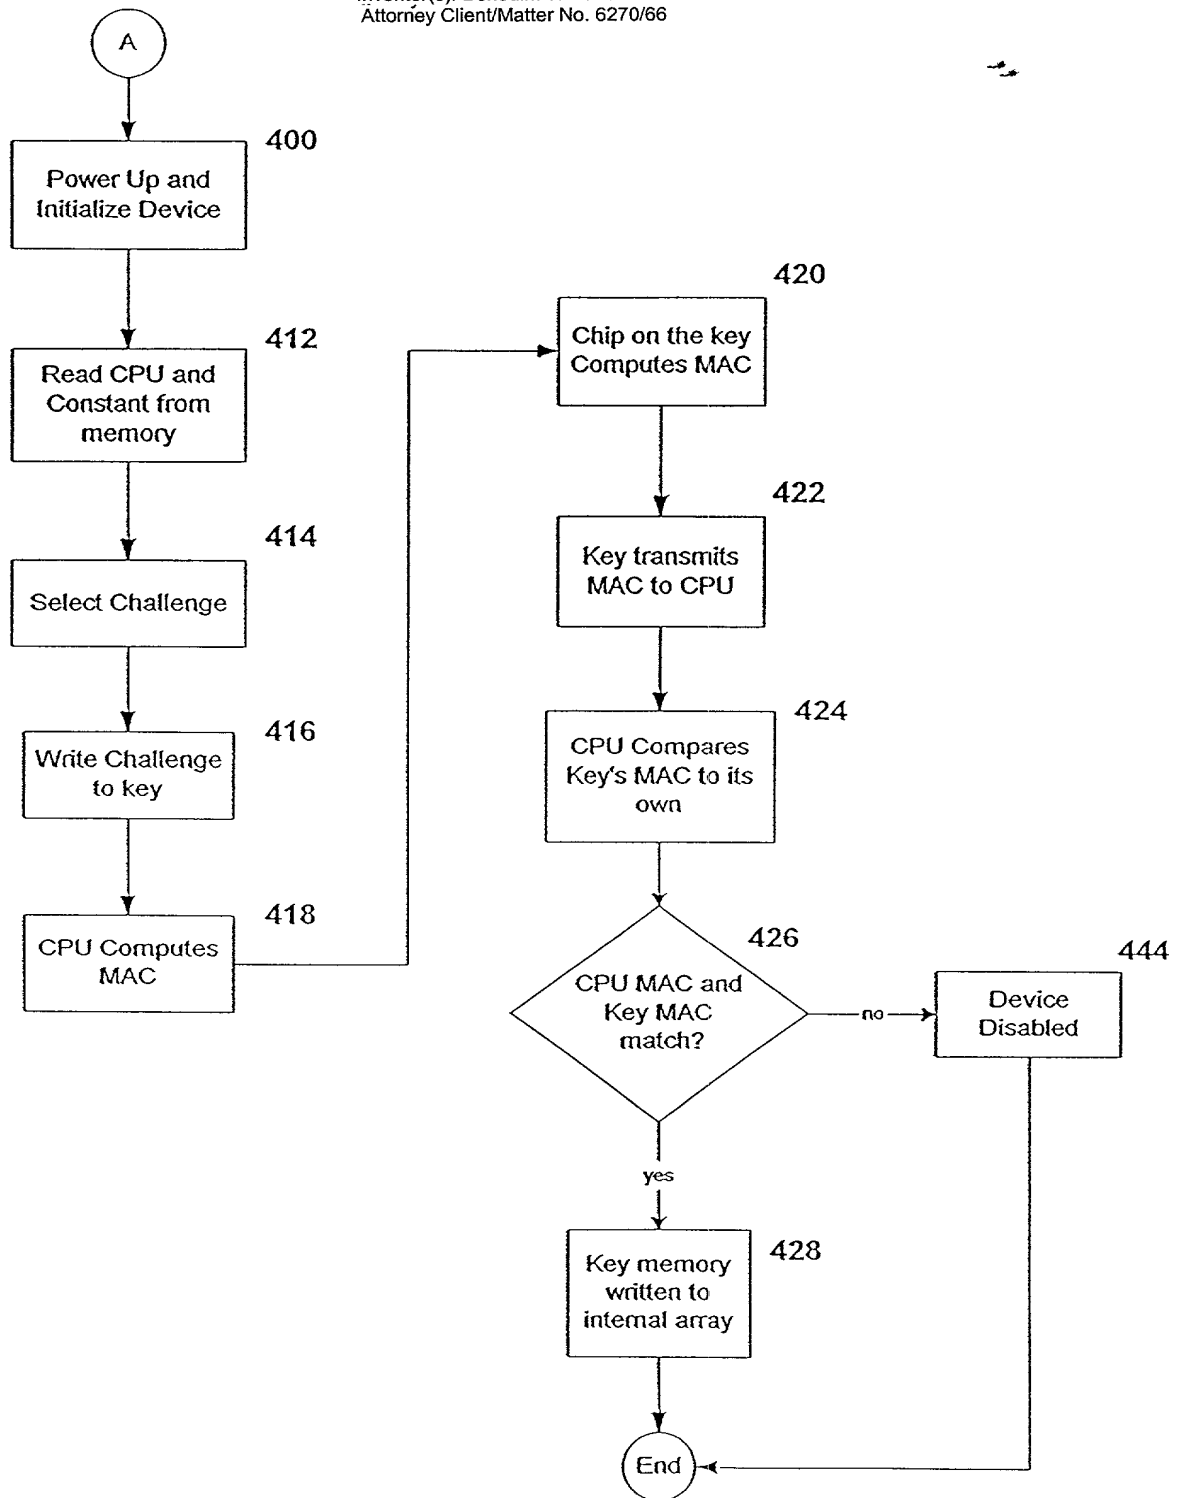 Attorney Client/Matter No. 6270/66
A
400
Power Up and
Initialize Device
412
Read CPU and
Constant from
memory
414
Select Challenge
416
Write Challenge
to key
418
CPU Computes
MAC
420
Chip on the key
Computes MAC
422
Key transmits
MAC to CPU
424
CPU Compares
Key's MAC to its
own
426
CPU MAC and
Key MAC
match?
no
444
Device
Disabled
yes
428
Key memory
written to
internal array
End